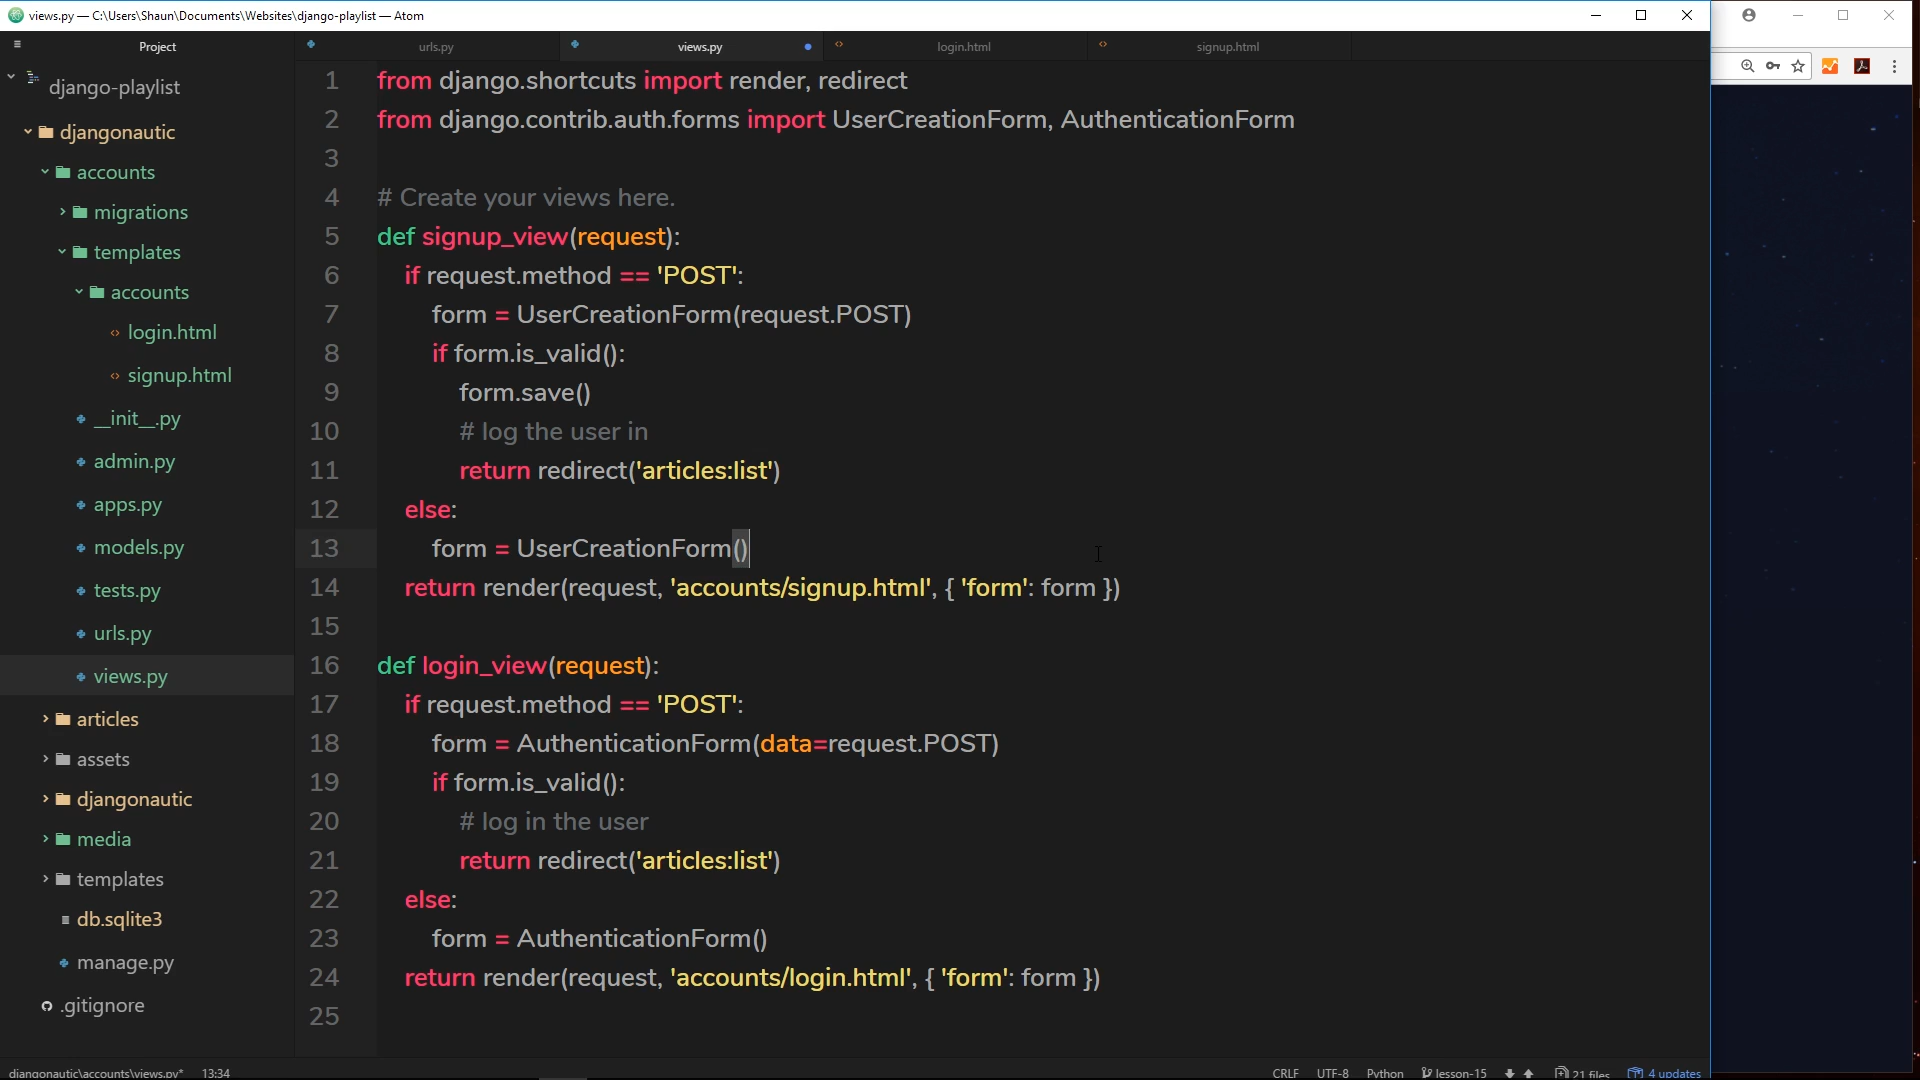 views.py — C:\Users\Shaun\Documents\Websites\django-playlist — Atom
Project
urls.py
views.py
login.html
signup.html
django-playlist
djangonautic
accounts
migrations
templates
accounts
login.html
signup.html
__init__.py
admin.py
apps.py
models.py
tests.py
urls.py
views.py
articles
assets
djangonautic
media
templates
db.sqlite3
manage.py
.gitignore
1 from django.shortcuts import render, redirect
2 from django.contrib.auth.forms import UserCreationForm, AuthenticationForm
3
4 # Create your views here.
5 def signup_view(request):
6 if request.method == 'POST':
7 form = UserCreationForm(request.POST)
8 if form.is_valid():
9 form.save()
10 # log the user in
11 return redirect('articles:list')
12 else:
13 form = UserCreationForm()
14 return render(request, 'accounts/signup.html', { 'form': form })
15
16 def login_view(request):
17 if request.method == 'POST':
18 form = AuthenticationForm(data=request.POST)
19 if form.is_valid():
20 # log in the user
21 return redirect('articles:list')
22 else:
23 form = AuthenticationForm()
24 return render(request, 'accounts/login.html', { 'form': form })
25
djangonautic\accounts\views.py* 13:34
CRLF UTF-8 Python lesson-15 21 files 4 updates